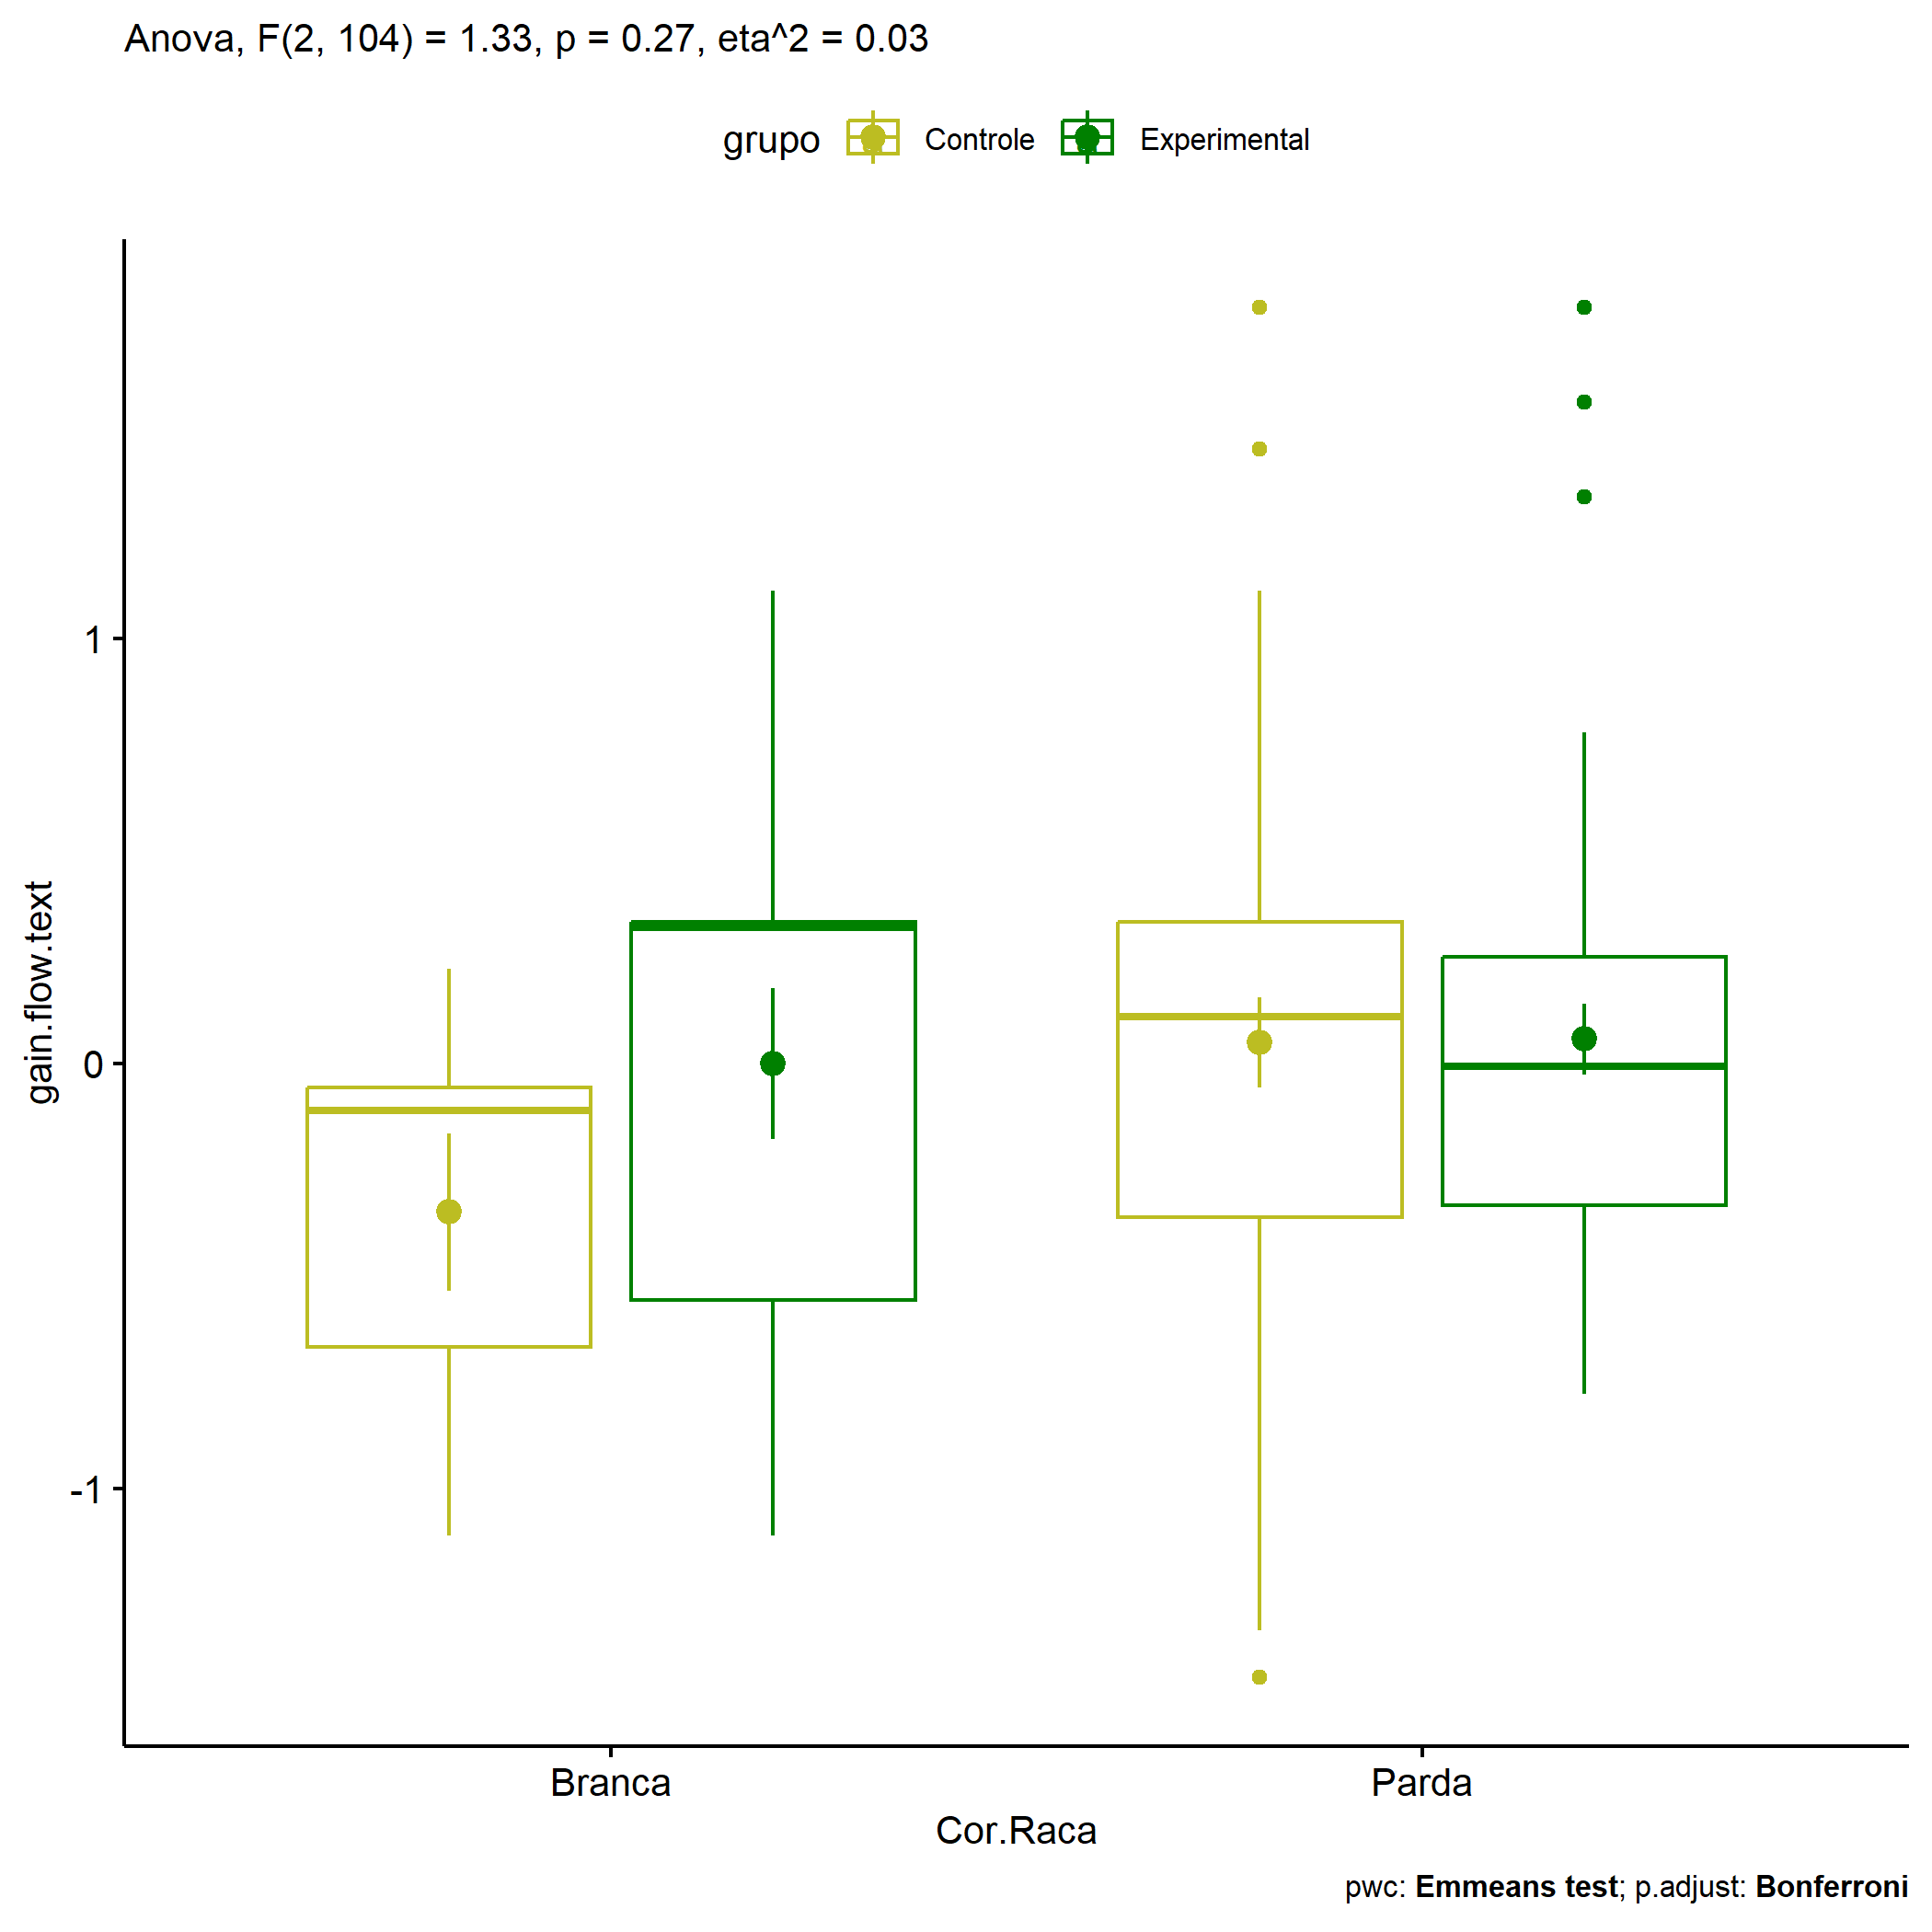 Anova, F(2, 104) = 1.33, p = 0.27, eta^2 = 0.03
grupo Controle Experimental
gain.flow.text
1
0
-1
Branca Parda
Cor.Raca
pwc: Emmeans test; p.adjust: Bonferroni